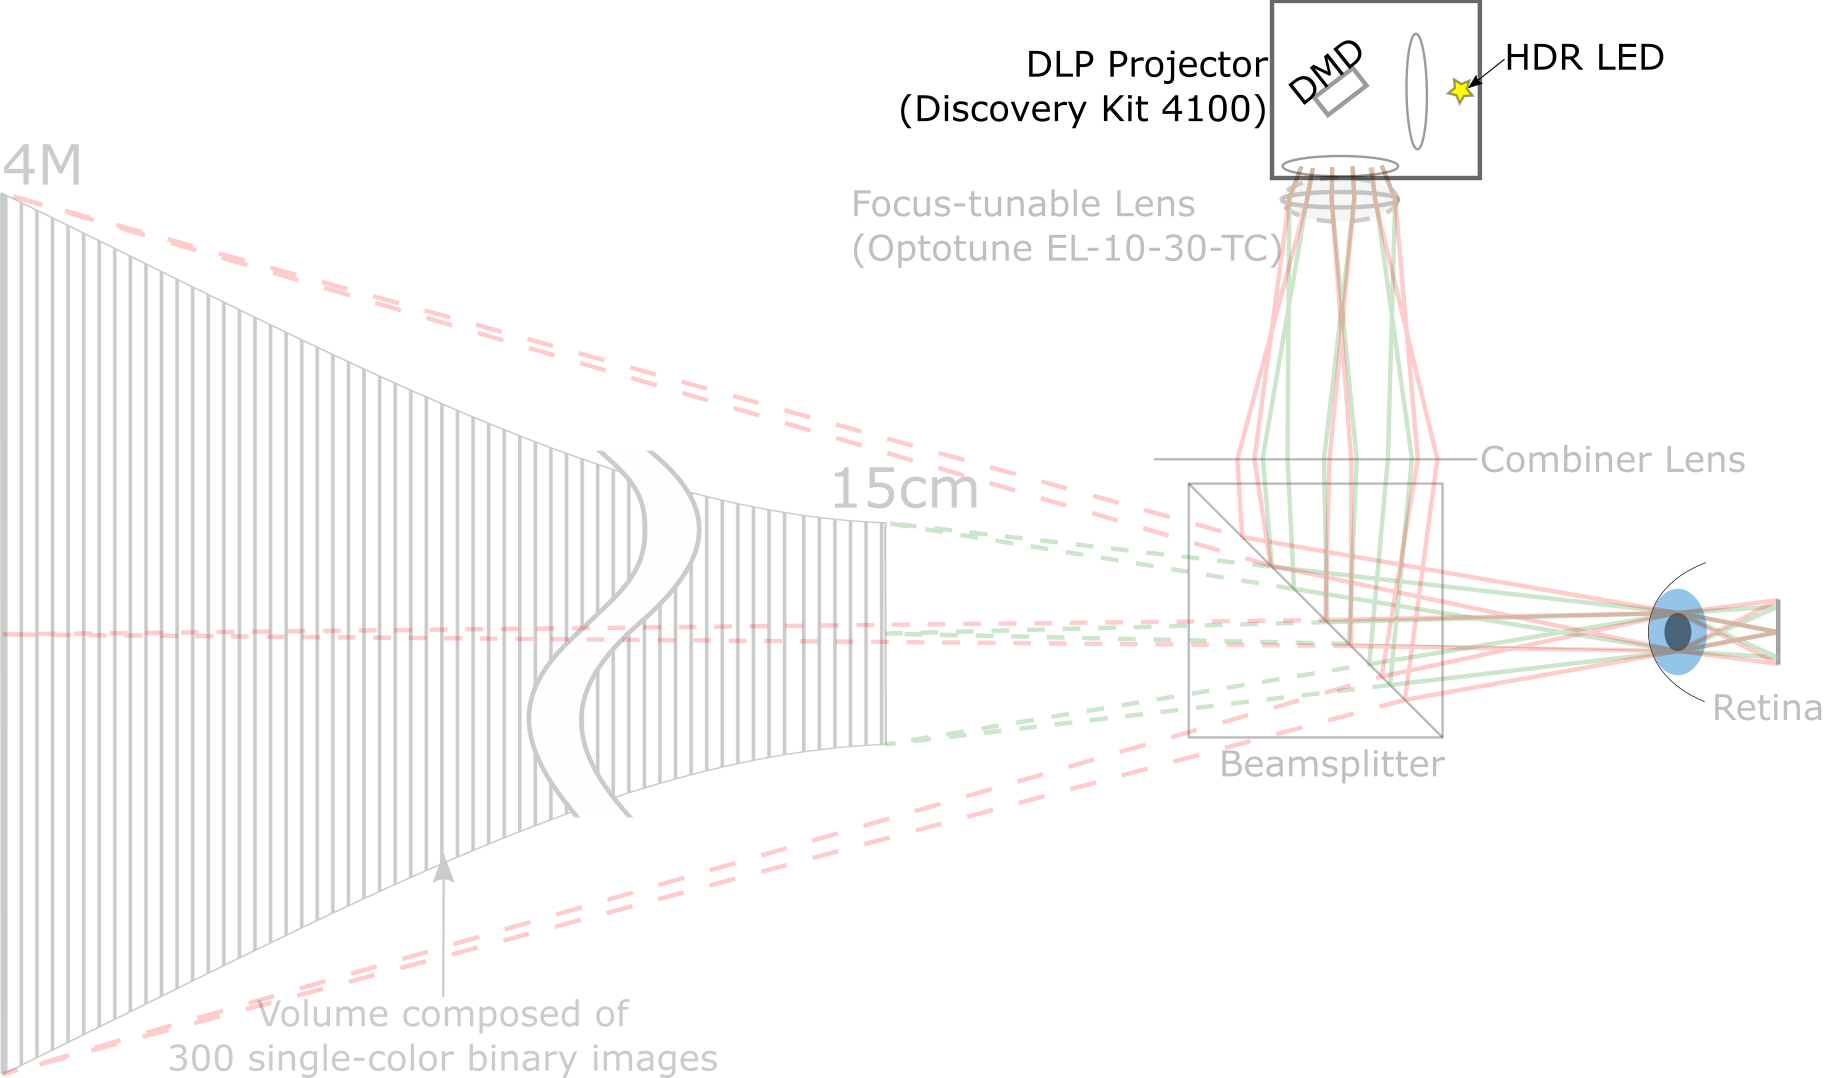 DLP Projector
(Discovery Kit 4100)
DMD
HDR LED
4M
Focus-tunable Lens
(Optotune EL-10-30-TC)
Combiner Lens
15cm
Retina
Beamsplitter
Volume composed of
300 single-color binary images